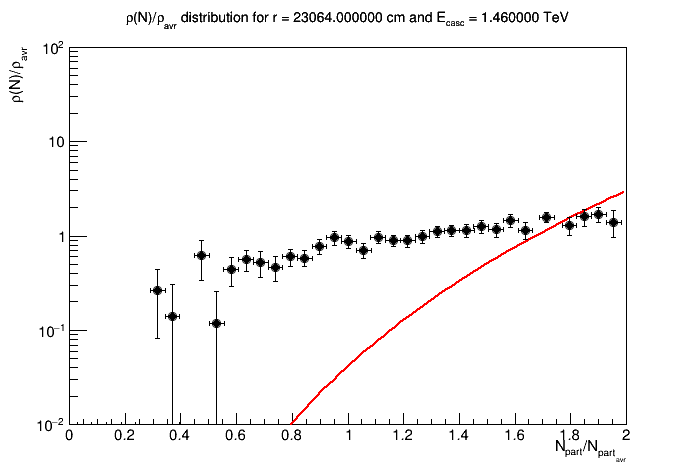 ρ(N)/ρavr distribution for r = 23064.000000 cm and Ecasc = 1.460000 TeV
ρ(N)/ρavr
10²
10
1
10⁻¹
10⁻²
0 0.2 0.4 0.6 0.8 1 1.2 1.4 1.6 1.8 2
Npart/Npartavr